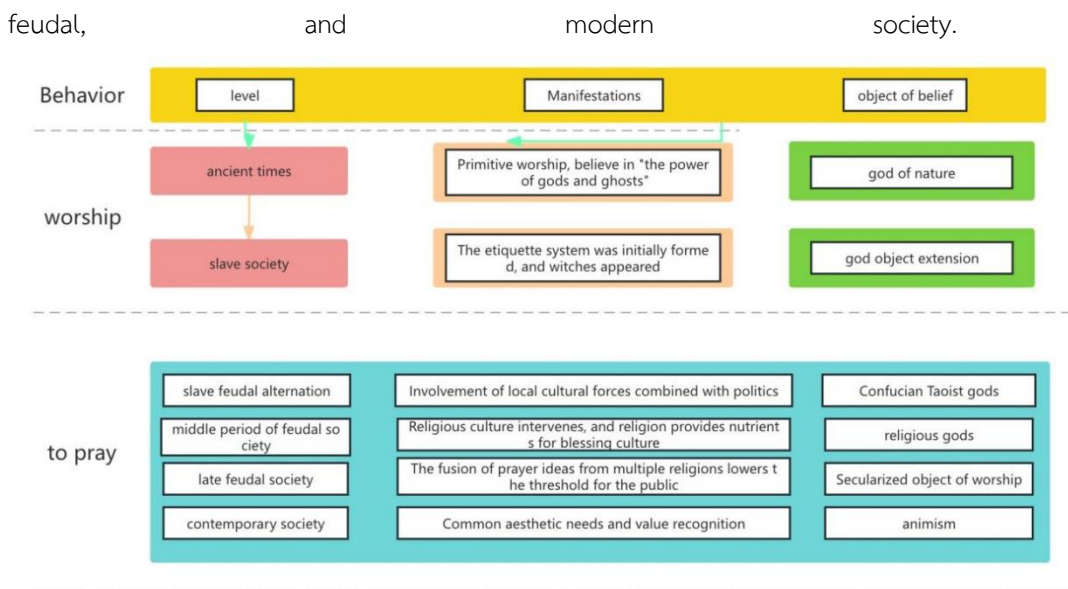 feudal, and modern society.
Behavior
level
Manifestations
object of belief
worship
ancient times
Primitive worship, believe in "the power
of gods and ghosts"
god of nature
slave society
The etiquette system was initially forme
d, and witches appeared
god object extension
to pray
slave feudal alternation
Involvement of local cultural forces combined with politics
Confucian Taoist gods
middle period of feudal so
ciety
Religious culture intervenes, and religion provides nutrient
s for blessing culture
religious gods
late feudal society
The fusion of prayer ideas from multiple religions lowers t
he threshold for the public
Secularized object of worship
contemporary society
Common aesthetic needs and value recognition
animism